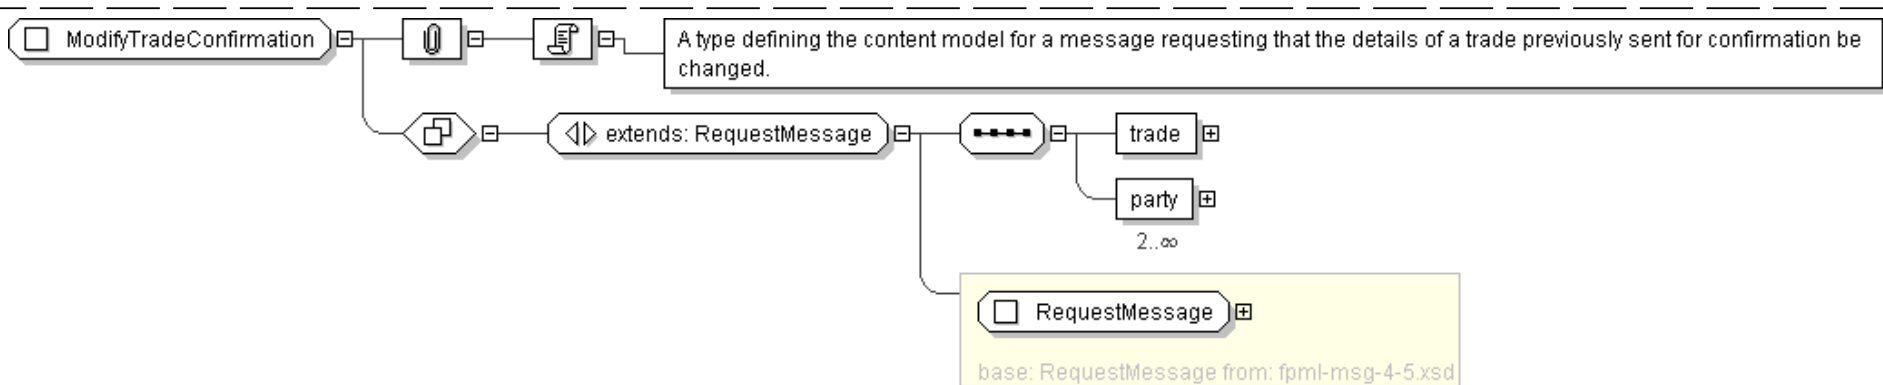 ModifyTradeConfirmation
A type defining the content model for a message requesting that the details of a trade previously sent for confirmation be
changed.
extends: RequestMessage
trade
party
2..∞
RequestMessage
base: RequestMessage from: fpml-msg-4-5.xsd